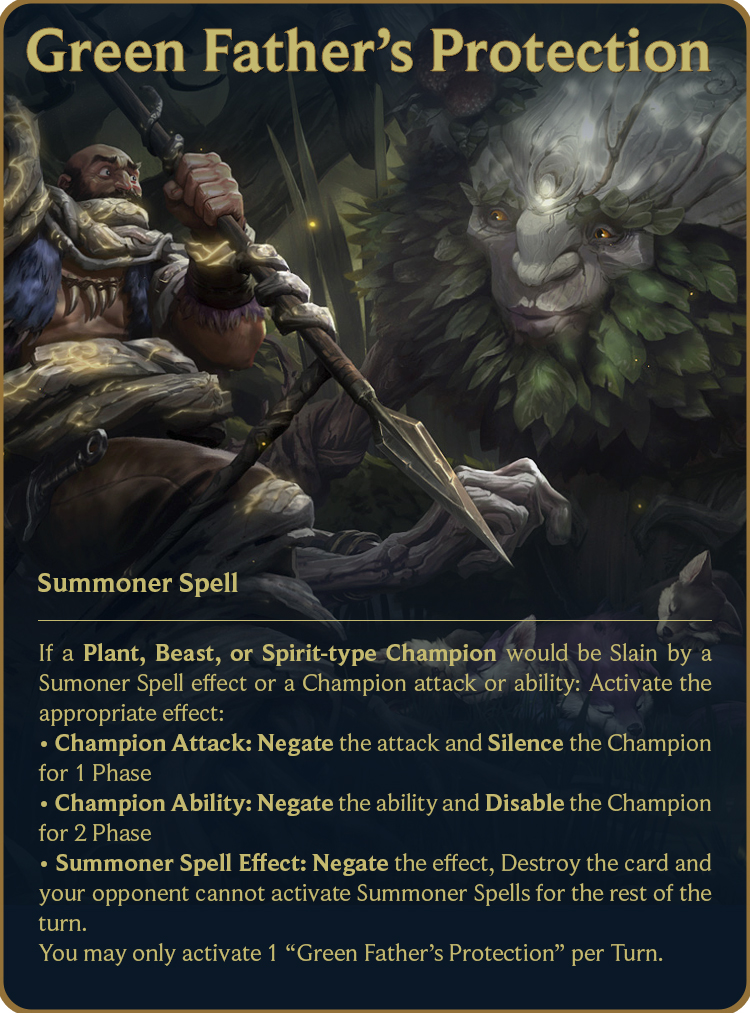 Green Father’s Protection
Summoner Spell
If a Plant, Beast, or Spirit-type Champion would be Slain by a
Sumoner Spell effect or a Champion attack or ability: Activate the
appropriate effect:
• Champion Attack: Negate the attack and Silence the Champion
for 1 Phase
• Champion Ability: Negate the ability and Disable the Champion
for 2 Phase
• Summoner Spell Effect: Negate the effect, Destroy the card and
your opponent cannot activate Summoner Spells for the rest of the
turn.
You may only activate 1 “Green Father’s Protection” per Turn.